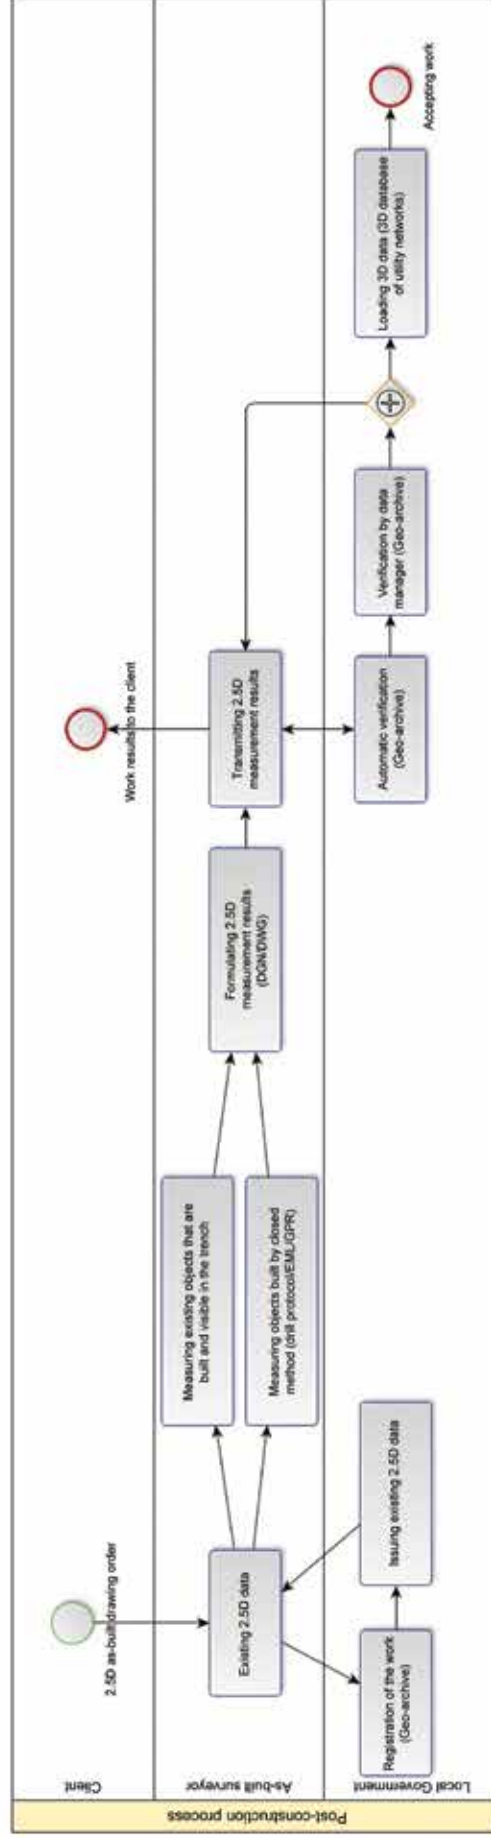 Post-construction process
Client
As-built surveyor
Local Government
2.5D as-built drawing order
Work results to the client
Existing 2.5D data
Measuring existing objects that are
built and visible in the trench
Measuring objects built by closed
method (drill protocol/EML/GPR)
Formulating 2.5D
measurement results
(DGN/DWG)
Transmitting 2.5D
measurement results
Registration of the work
(Geo-archive)
Issuing existing 2.5D data
Automatic verification
(Geo-archive)
Verification by data
manager (Geo-archive)
Loading 3D data (3D database
of utility networks)
Accepting work